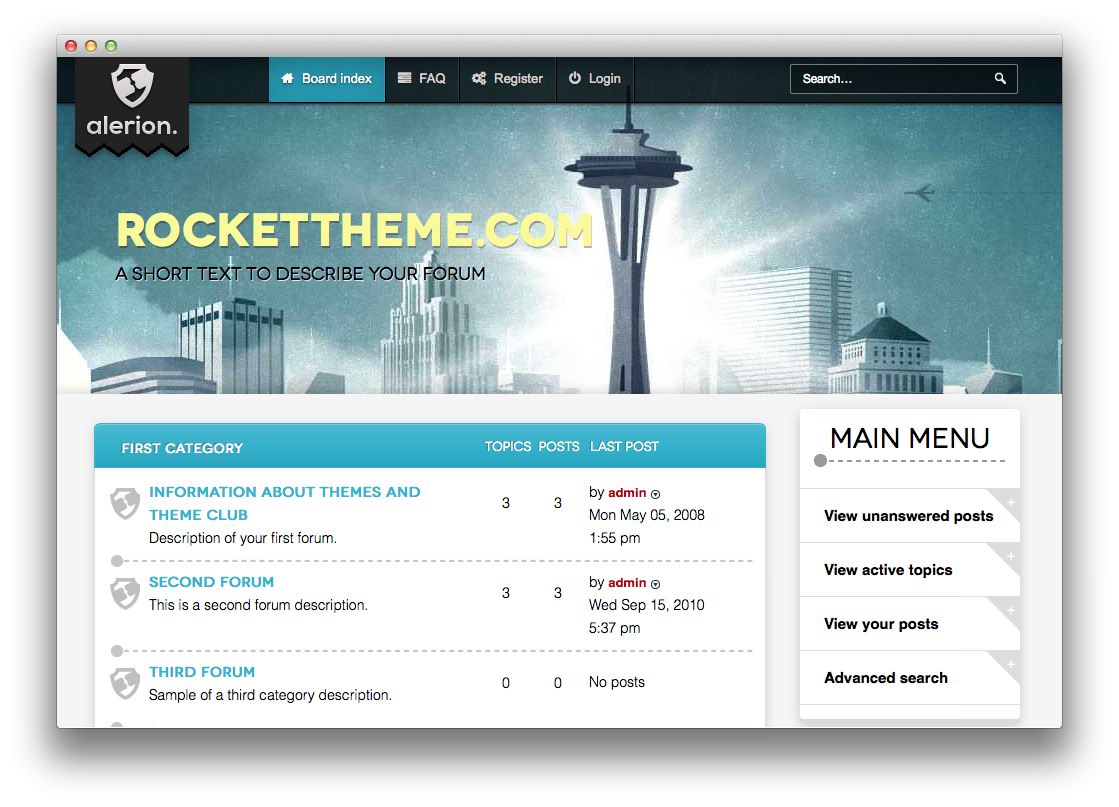 alerion.
Board index
FAQ
Register
Login
Search...
ROCKETTHEME.COM
A SHORT TEXT TO DESCRIBE YOUR FORUM
FIRST CATEGORY TOPICS POSTS LAST POST
INFORMATION ABOUT THEMES AND
THEME CLUB
Description of your first forum.
3 3
by admin
Mon May 05, 2008
1:55 pm
SECOND FORUM
This is a second forum description.
3 3
by admin
Wed Sep 15, 2010
5:37 pm
THIRD FORUM
Sample of a third category description.
0 0
No posts
MAIN MENU
View unanswered posts
View active topics
View your posts
Advanced search